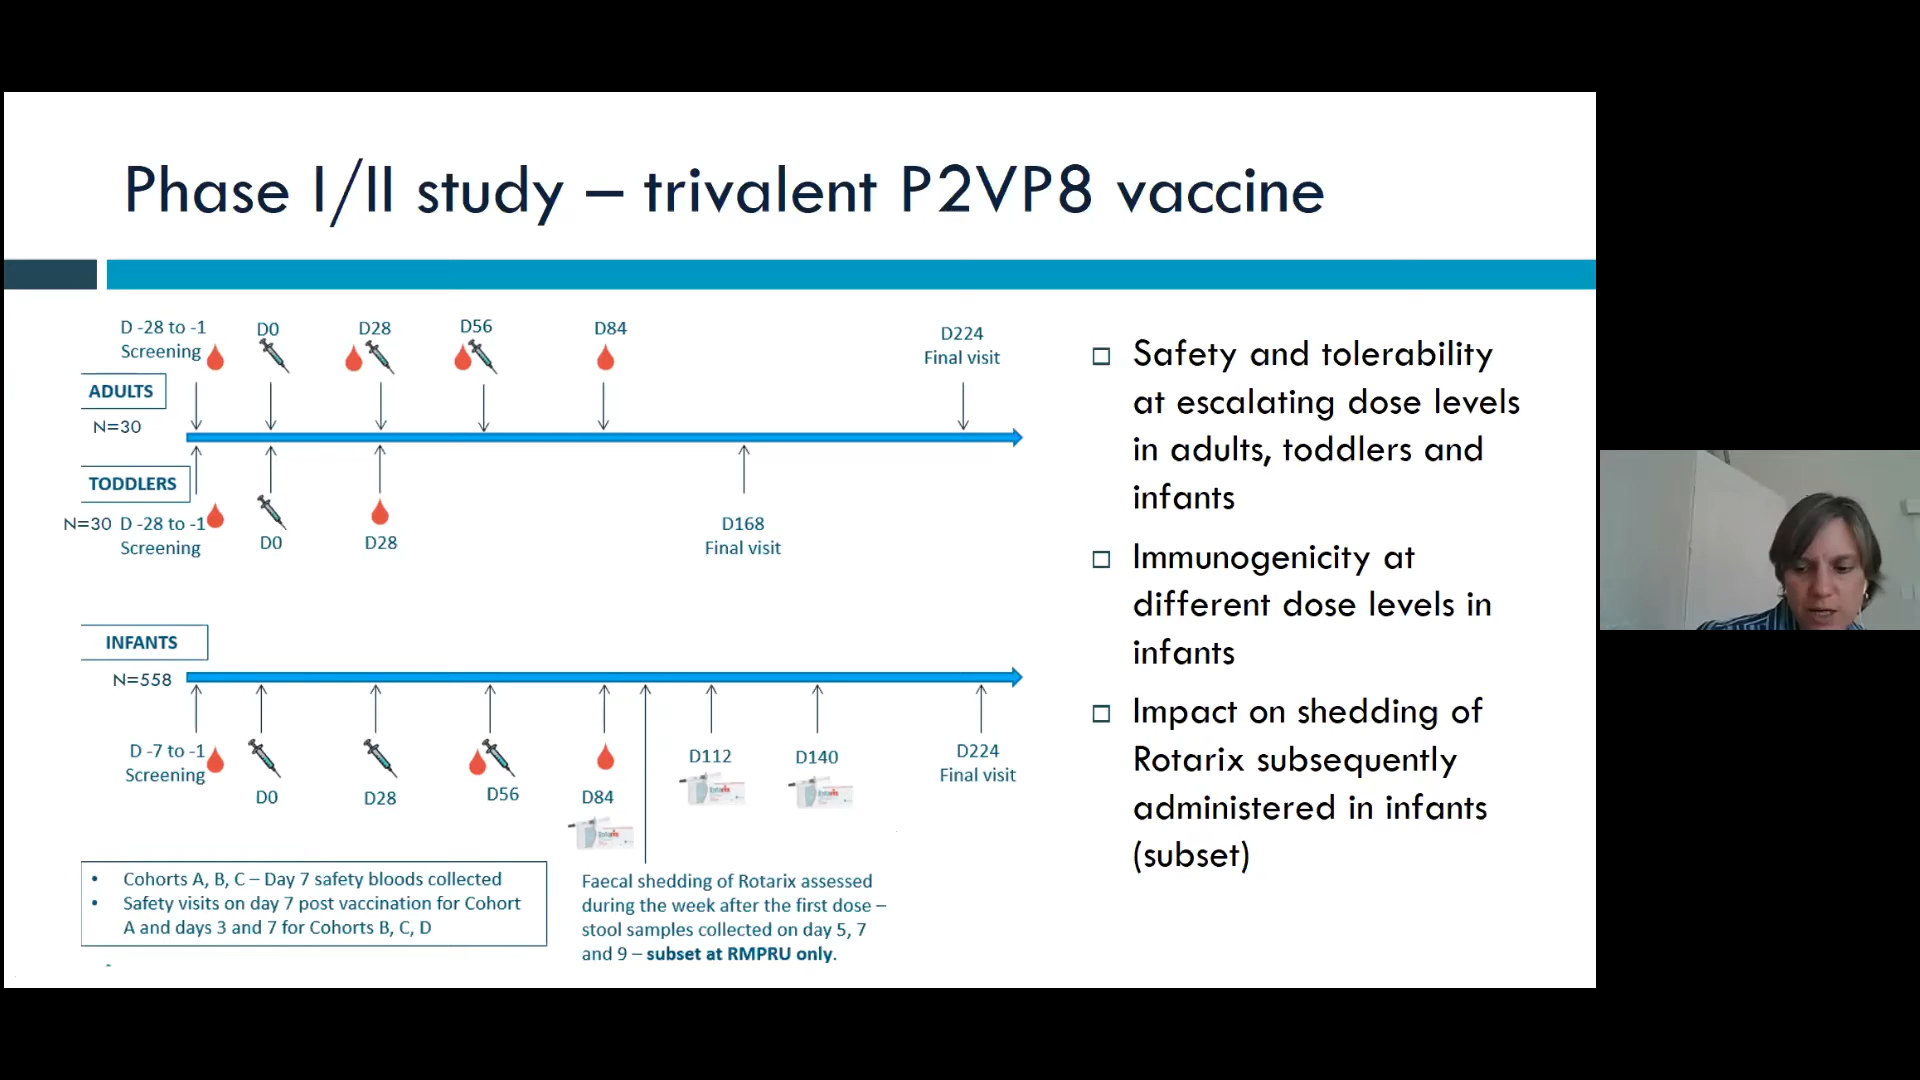 Phase I/II study – trivalent P2VP8 vaccine
D -28 to -1
Screening
D0
D28
D56
D84
D224
Final visit
ADULTS
N=30
TODDLERS
N=30 D -28 to -1
Screening
D0
D28
D168
Final visit
INFANTS
N=558
D -7 to -1
Screening
D0
D28
D56
D84
D112
D140
D224
Final visit
• Cohorts A, B, C – Day 7 safety bloods collected
• Safety visits on day 7 post vaccination for Cohort
A and days 3 and 7 for Cohorts B, C, D
Faecal shedding of Rotarix assessed
during the week after the first dose –
stool samples collected on day 5, 7
and 9 – subset at RMPRU only.
Safety and tolerability
at escalating dose levels
in adults, toddlers and
infants
Immunogenicity at
different dose levels in
infants
Impact on shedding of
Rotarix subsequently
administered in infants
(subset)